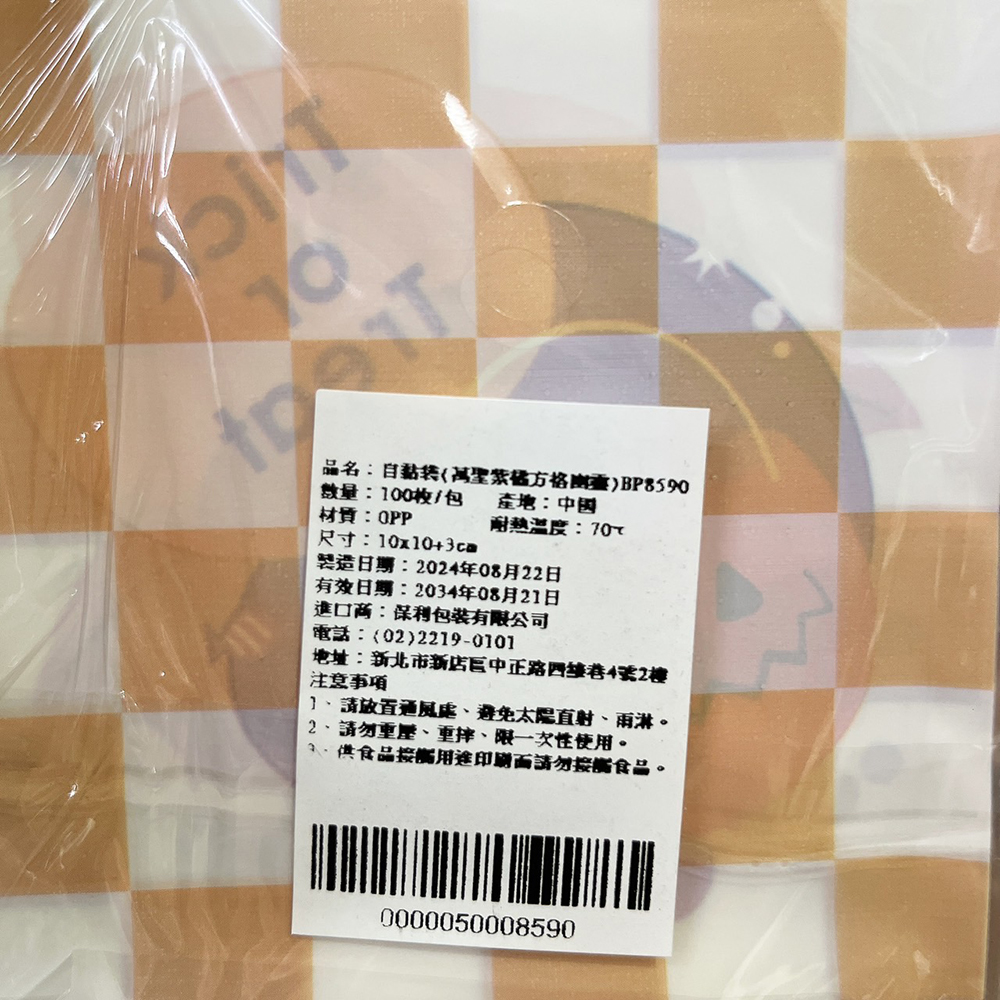 Trick
or
Treat
品名：自黏袋(萬聖紫橘方格幽靈)BP8590
數量：100枚/包 產地：中國
材質：OPP 耐熱溫度：70℃
尺寸：10x10+3cm
製造日期：2024年08月22日
有效日期：2034年08月21日
進口商：保利包裝有限公司
電話：(02)2219-0101
地址：新北市新店區中正路四維巷4號2樓
注意事項
1、請放置通風處、避免太陽直射、雨淋。
2、請勿重壓、重摔、限一次性使用。
3、供食品接觸用途印刷面請勿接觸食品。
0000050008590